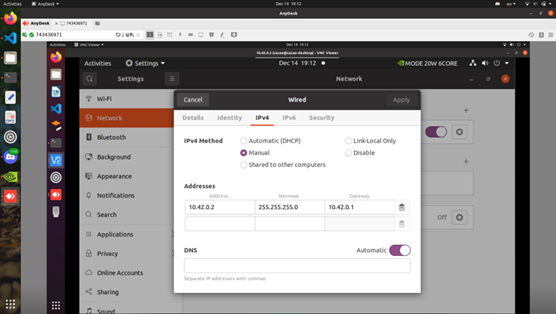 Activities AnyDesk Dec 14 19:12
AnyDesk
AnyDesk 743436971
743436971
Activities VNC Viewer Dec 14 19:12
10.42.0.2 (xavax-desktop) - VNC Viewer
Activities Settings Dec 14 19:12 MODE 20W 6CORE
Settings Network
Wi-Fi
Network
Bluetooth
Background
Appearance
Notifications
Search
Applications
Privacy
Online Accounts
Sharing
Sound
Cancel Wired Apply
Details Identity IPv4 IPv6 Security
IPv4 Method Automatic (DHCP) Link-Local Only
Manual Disable
Shared to other computers
Addresses
Address Netmask Gateway
10.42.0.2 255.255.255.0 10.42.0.1
DNS Automatic
Separate IP addresses with commas
Off